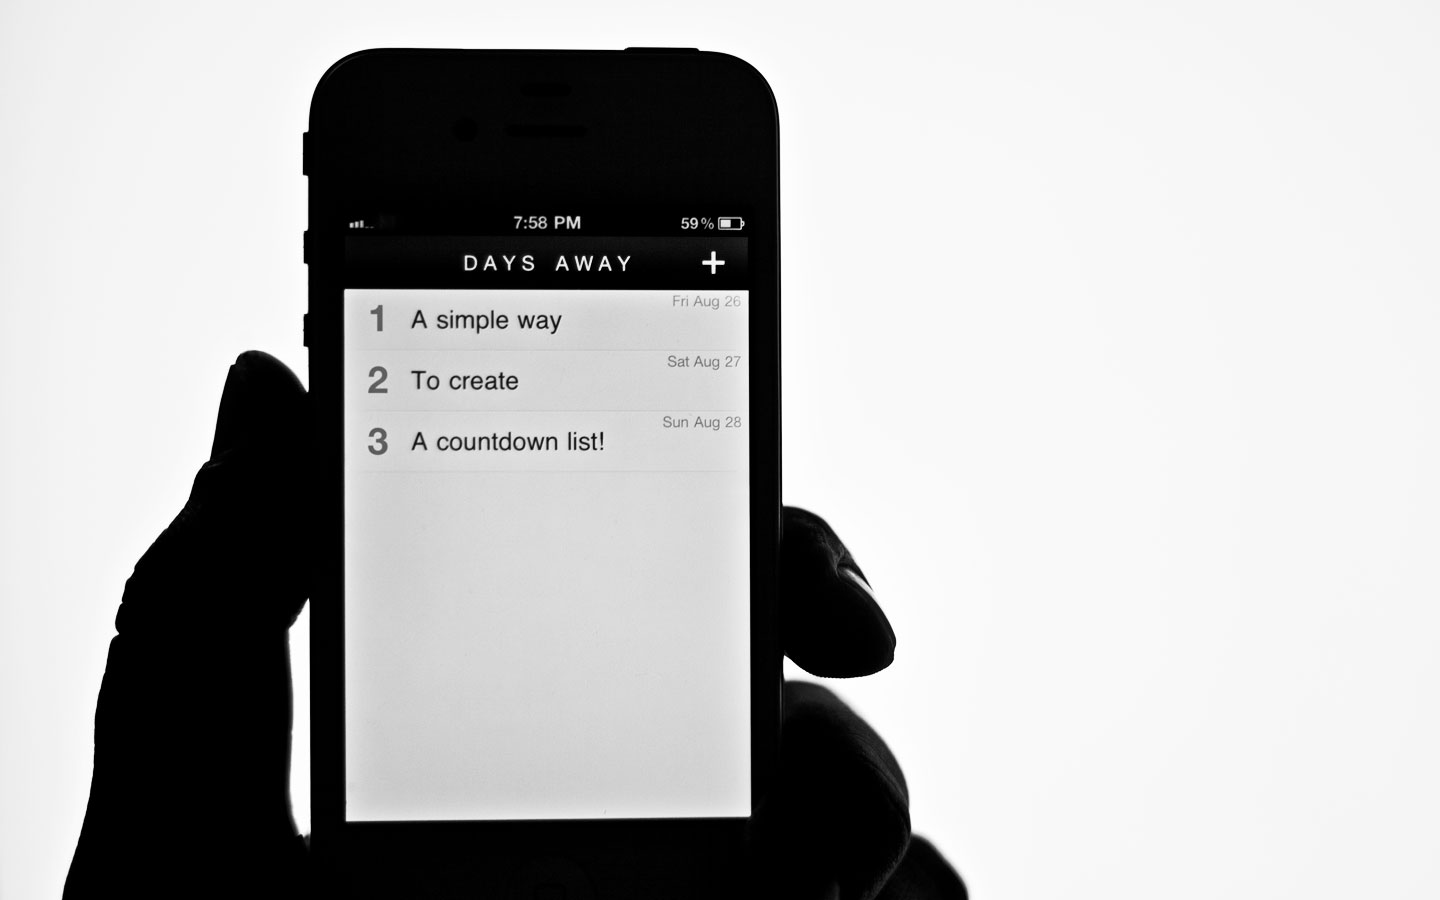 7:58 PM 59%
DAYS AWAY +
Fri Aug 26
1 A simple way
Sat Aug 27
2 To create
Sun Aug 28
3 A countdown list!